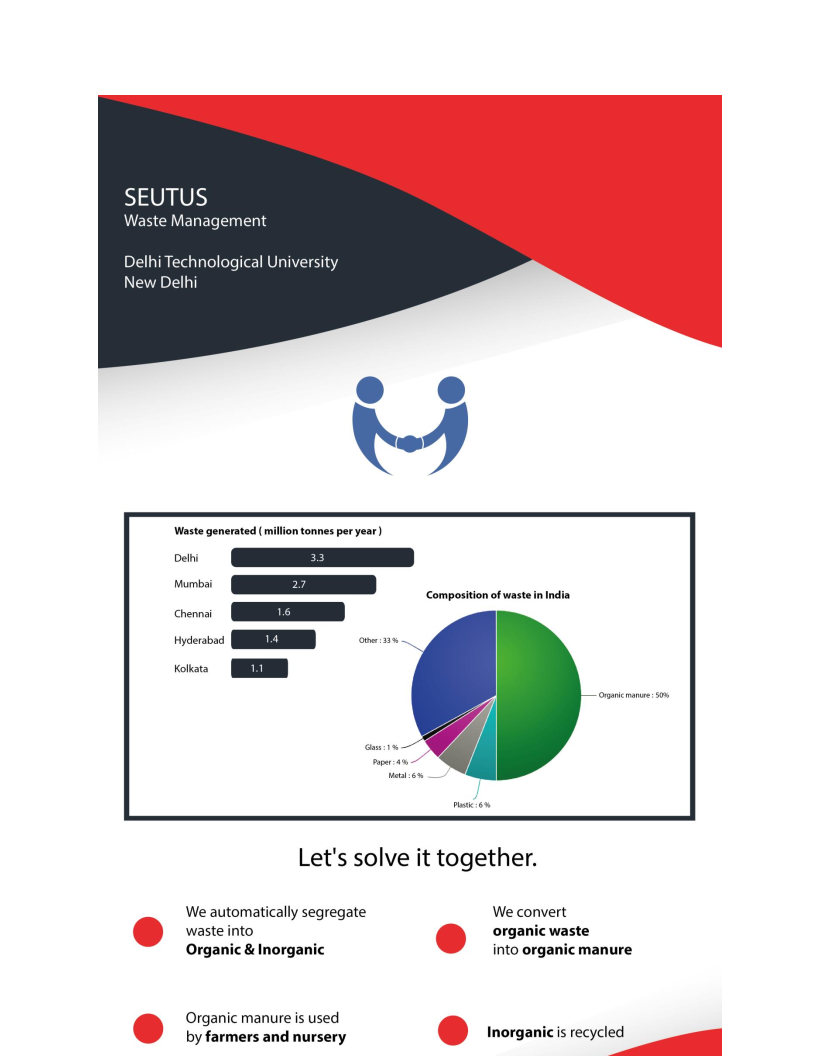 SEUTUS
Waste Management
Delhi Technological University
New Delhi
Waste generated ( million tonnes per year )
Delhi 3.3
Mumbai 2.7
Chennai 1.6
Hyderabad 1.4
Kolkata 1.1
Composition of waste in India
Other : 33 %
Organic manure : 50%
Glass : 1 %
Paper : 4 %
Metal : 6 %
Plastic : 6 %
Let's solve it together.
We automatically segregate
waste into
Organic & Inorganic
We convert
organic waste
into organic manure
Organic manure is used
by farmers and nursery
Inorganic is recycled